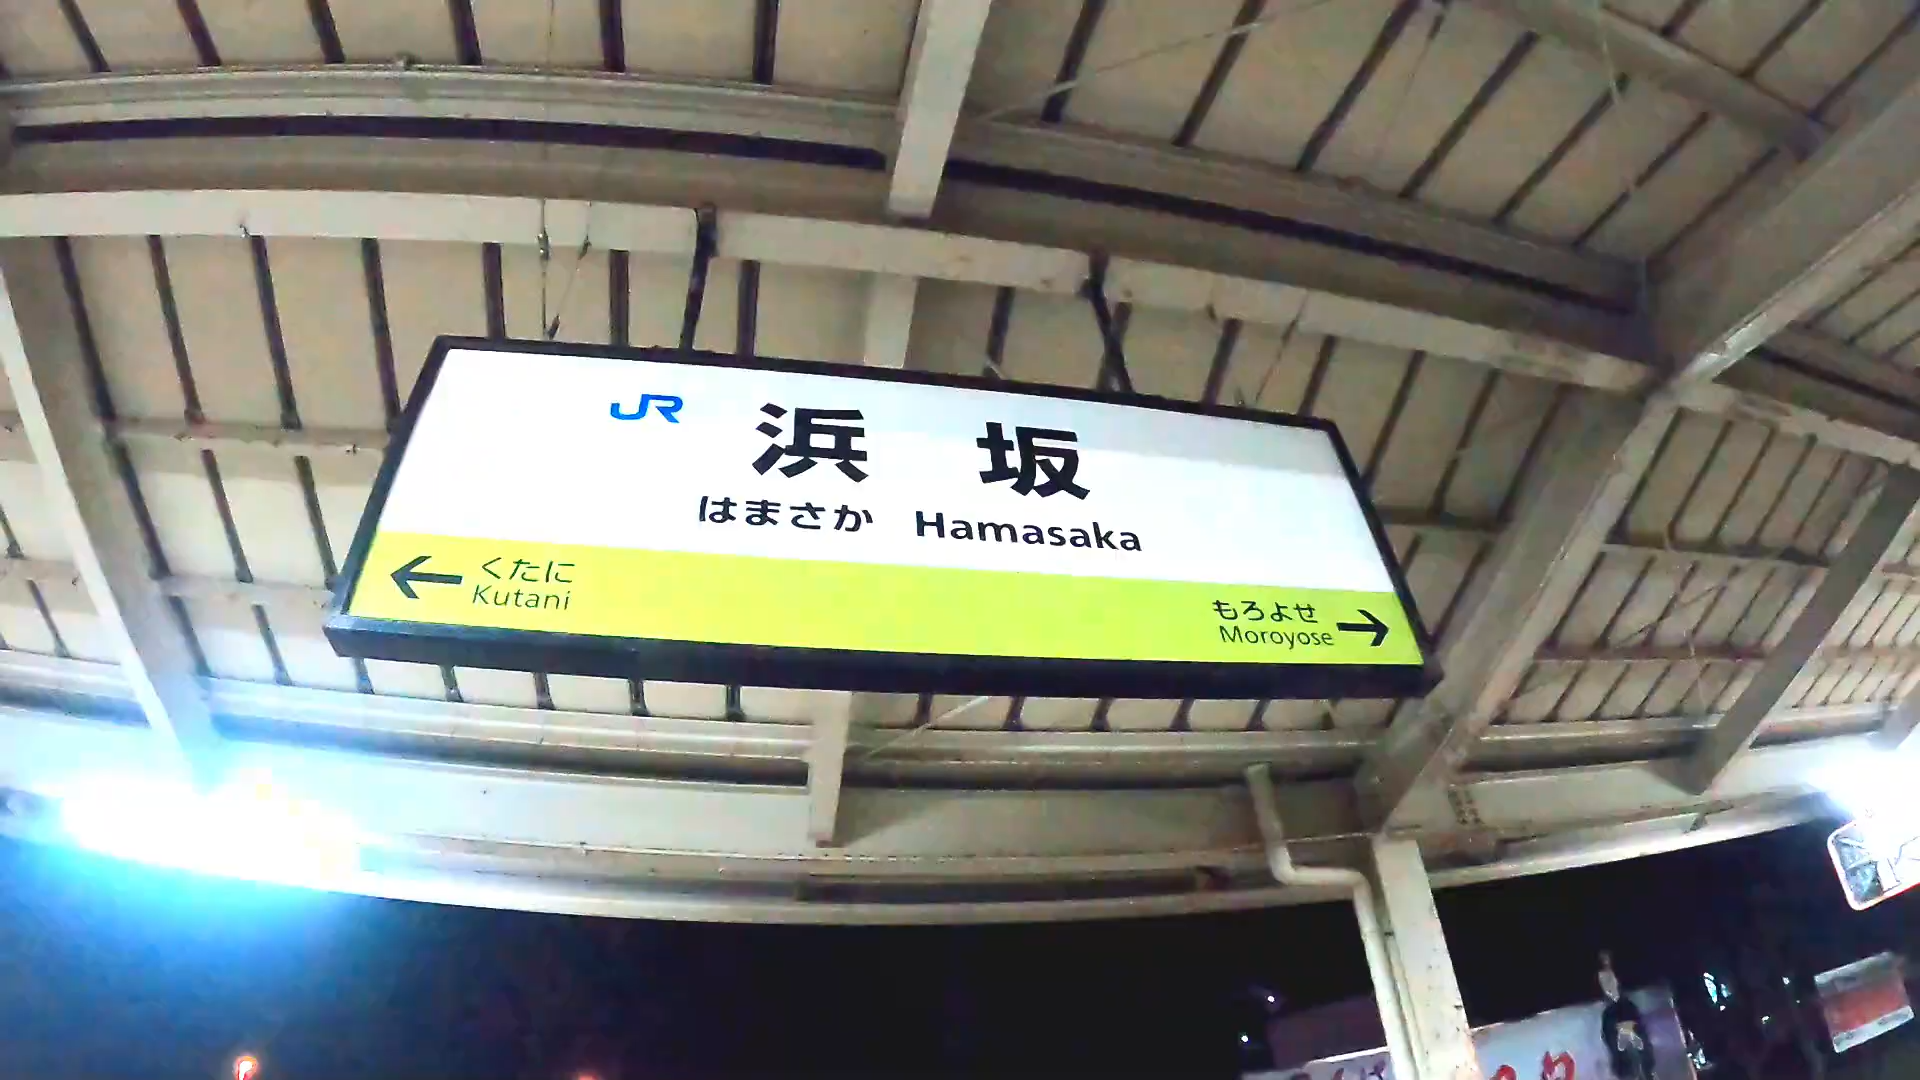 JR 浜坂
はまさか Hamasaka
← くたに
Kutani
もろよせ →
Moroyose